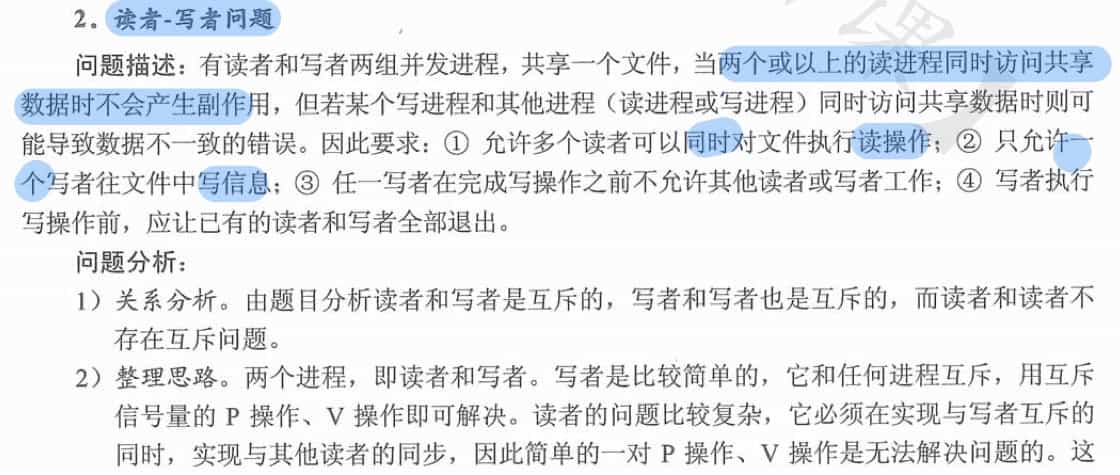 2。读者-写者问题
问题描述：有读者和写者两组并发进程，共享一个文件，当两个或以上的读进程同时访问共享
数据时不会产生副作用，但若某个写进程和其他进程（读进程或写进程）同时访问共享数据时则可
能导致数据不一致的错误。因此要求：① 允许多个读者可以同时对文件执行读操作；② 只允许一
个写者往文件中写信息；③ 任一写者在完成写操作之前不允许其他读者或写者工作；④ 写者执行
写操作前，应让已有的读者和写者全部退出。
问题分析：
1）关系分析。由题目分析读者和写者是互斥的，写者和写者也是互斥的，而读者和读者不
存在互斥问题。
2）整理思路。两个进程，即读者和写者。写者是比较简单的，它和任何进程互斥，用互斥
信号量的 P 操作、V 操作即可解决。读者的问题比较复杂，它必须在实现与写者互斥的
同时，实现与其他读者的同步，因此简单的一对 P 操作、V 操作是无法解决问题的。这
课